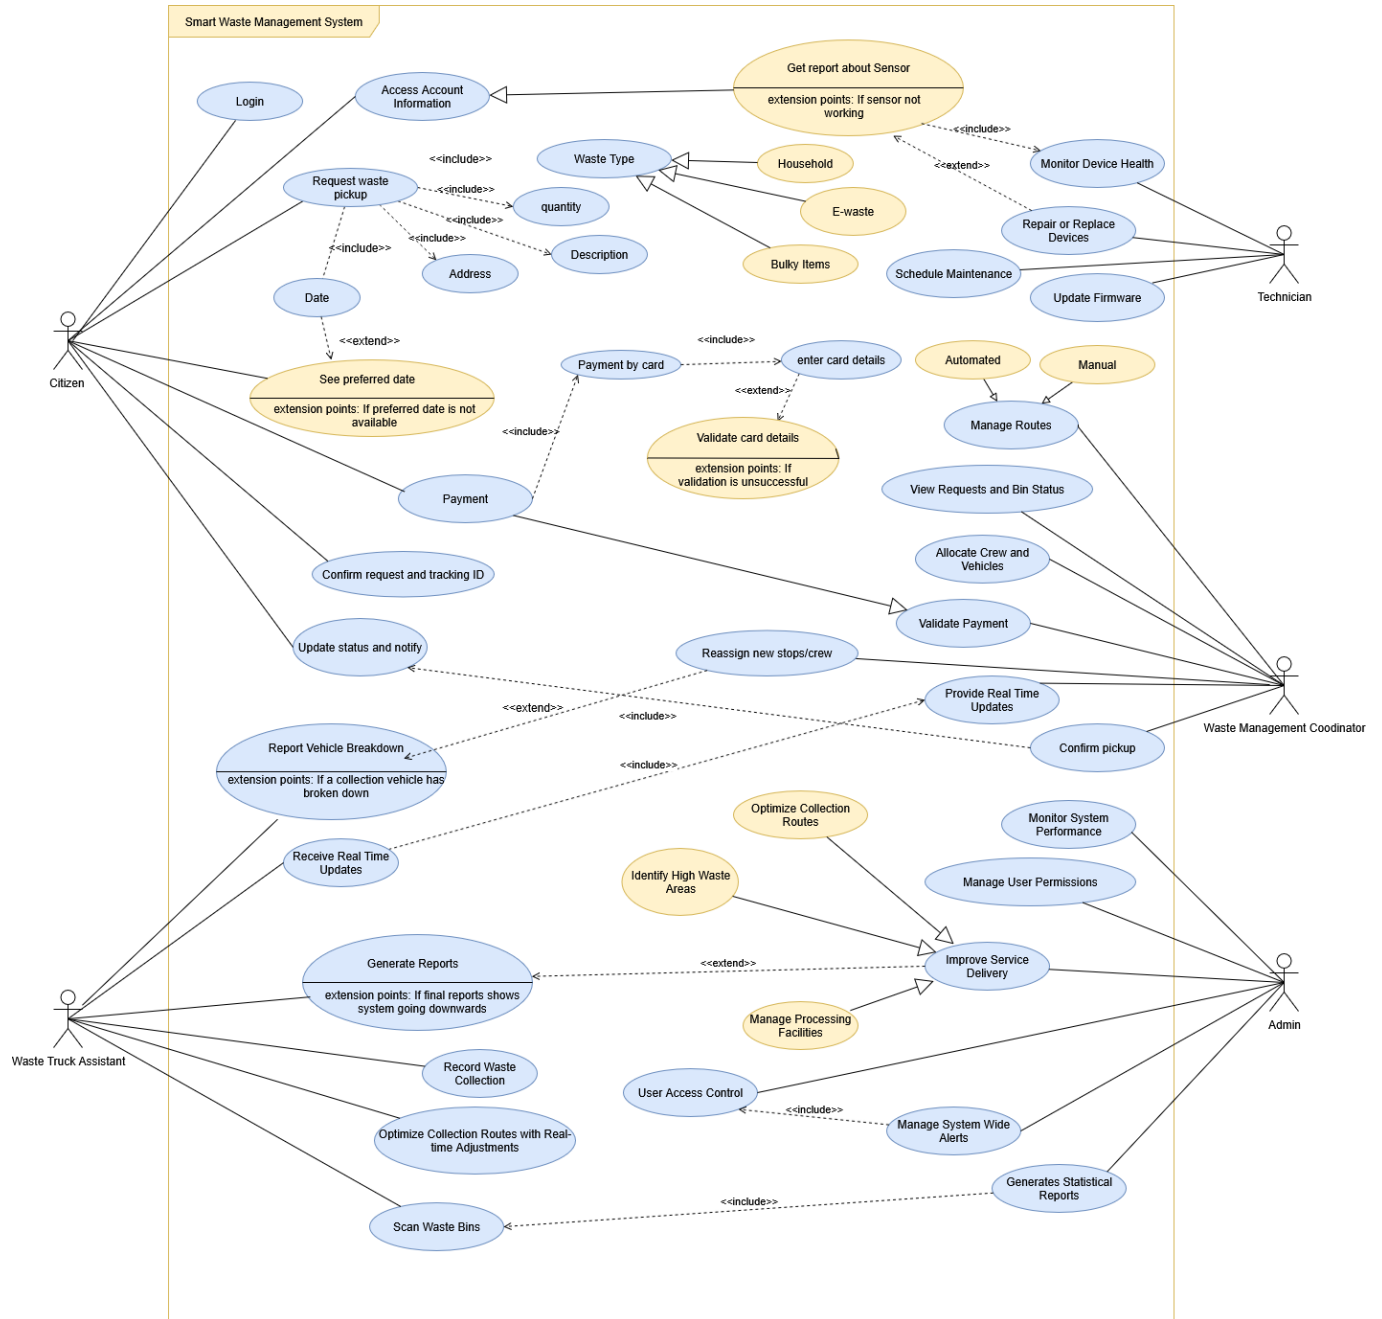 Smart Waste Management System
Login
Access Account
Information
Get report about Sensor
extension points: If sensor not
working
<<include>>
Monitor Device Health
<<extend>>
Repair or Replace
Devices
Schedule Maintenance
Update Firmware
Technician
Waste Type
Household
E-waste
Bulky Items
<<include>>
Request waste
pickup
<<include>>
quantity
<<include>>
Description
<<include>>
Address
<<include>>
Date
<<extend>>
See preferred date
extension points: If preferred date is not
available
Citizen
Payment by card
<<include>>
enter card details
<<extend>>
Validate card details
extension points: If
validation is unsuccessful
<<include>>
Payment
Automated
Manual
Manage Routes
View Requests and Bin Status
Allocate Crew and
Vehicles
Validate Payment
Confirm request and tracking ID
Update status and notify
Reassign new stops/crew
Provide Real Time
Updates
Waste Management Coodinator
Confirm pickup
<<extend>>
<<include>>
Report Vehicle Breakdown
extension points: If a collection vehicle has
broken down
<<include>>
Receive Real Time
Updates
Optimize Collection
Routes
Monitor System
Performance
Identify High Waste
Areas
Manage User Permissions
Generate Reports
extension points: If final reports shows
system going downwards
<<extend>>
Improve Service
Delivery
Manage Processing
Facilities
Admin
Waste Truck Assistant
Record Waste
Collection
User Access Control
<<include>>
Manage System Wide
Alerts
Optimize Collection Routes with Real-
time Adjustments
Generates Statistical
Reports
<<include>>
Scan Waste Bins